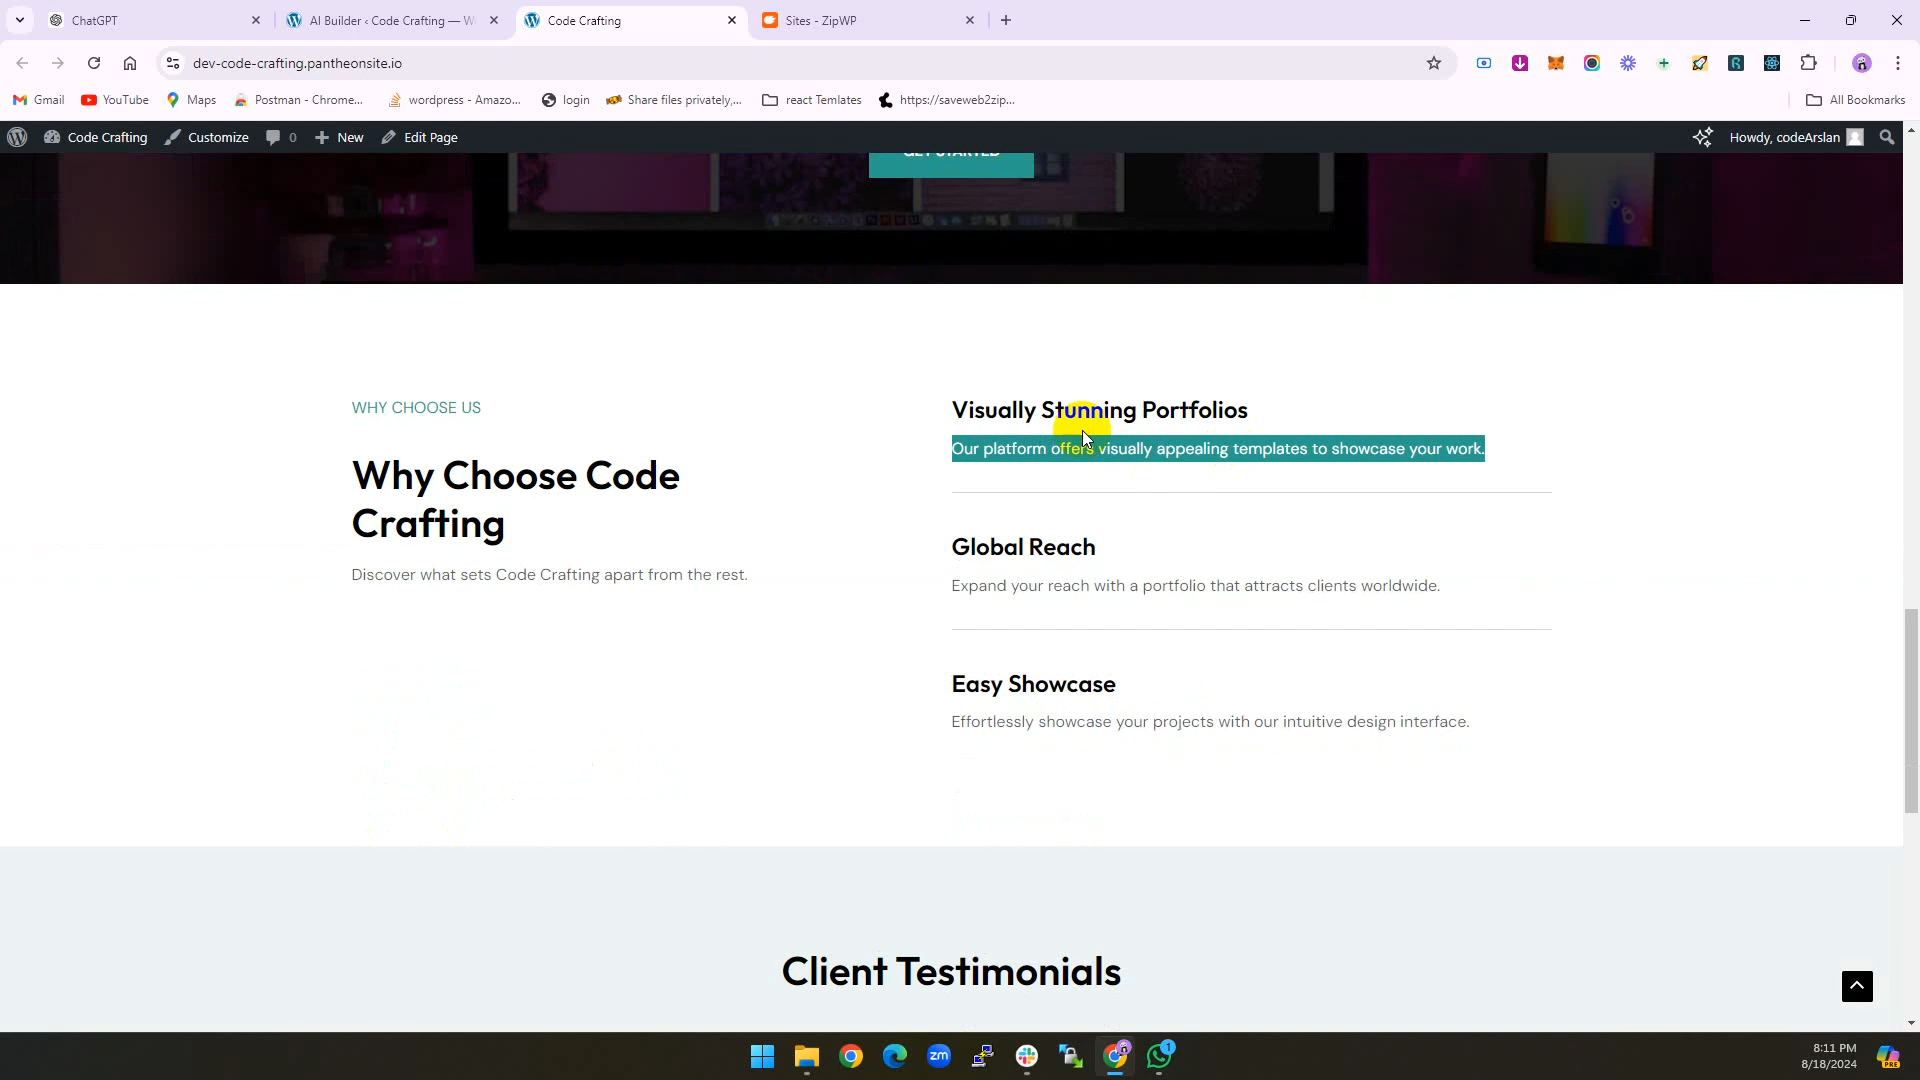 ChatGPT
AI Builder ‹ Code Crafting — W
Code Crafting
Sites - ZipWP
dev-code-crafting.pantheonsite.io
Gmail
YouTube
Maps
Postman - Chrome...
wordpress - Amazo...
login
Share files privately,...
react Temlates
https://saveweb2zip...
All Bookmarks
Code Crafting
Customize
0
New
Edit Page
Howdy, codeArslan
GET STARTED
WHY CHOOSE US
Why Choose Code
Crafting
Discover what sets Code Crafting apart from the rest.
Visually Stunning Portfolios
Our platform offers visually appealing templates to showcase your work.
Global Reach
Expand your reach with a portfolio that attracts clients worldwide.
Easy Showcase
Effortlessly showcase your projects with our intuitive design interface.
Client Testimonials
zm
1
8:11 PM
8/18/2024
PRE